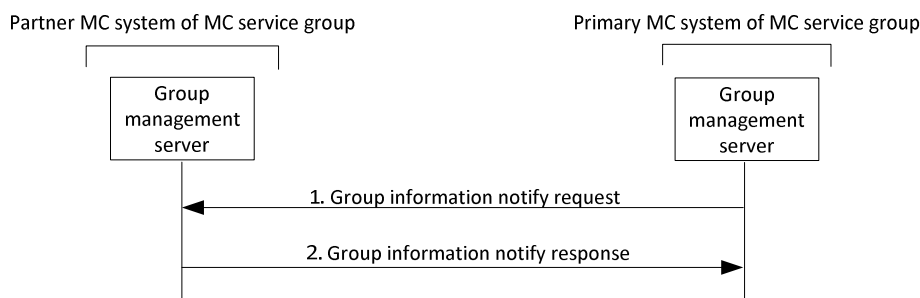 Partner MC system of MC service group
Primary MC system of MC service group
Group
management
server
Group
management
server
1. Group information notify request
2. Group information notify response